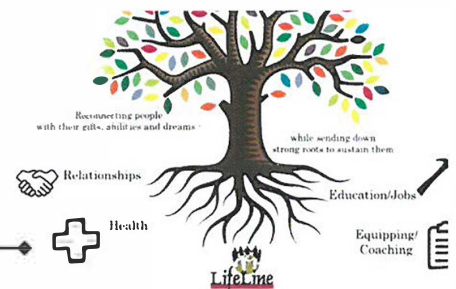 Reconnecting people
with their gifts, abilities and dreams
while sending down
strong roots to sustain them
Relationships
Education/Jobs
Health
Equipping/
Coaching
LifeLine